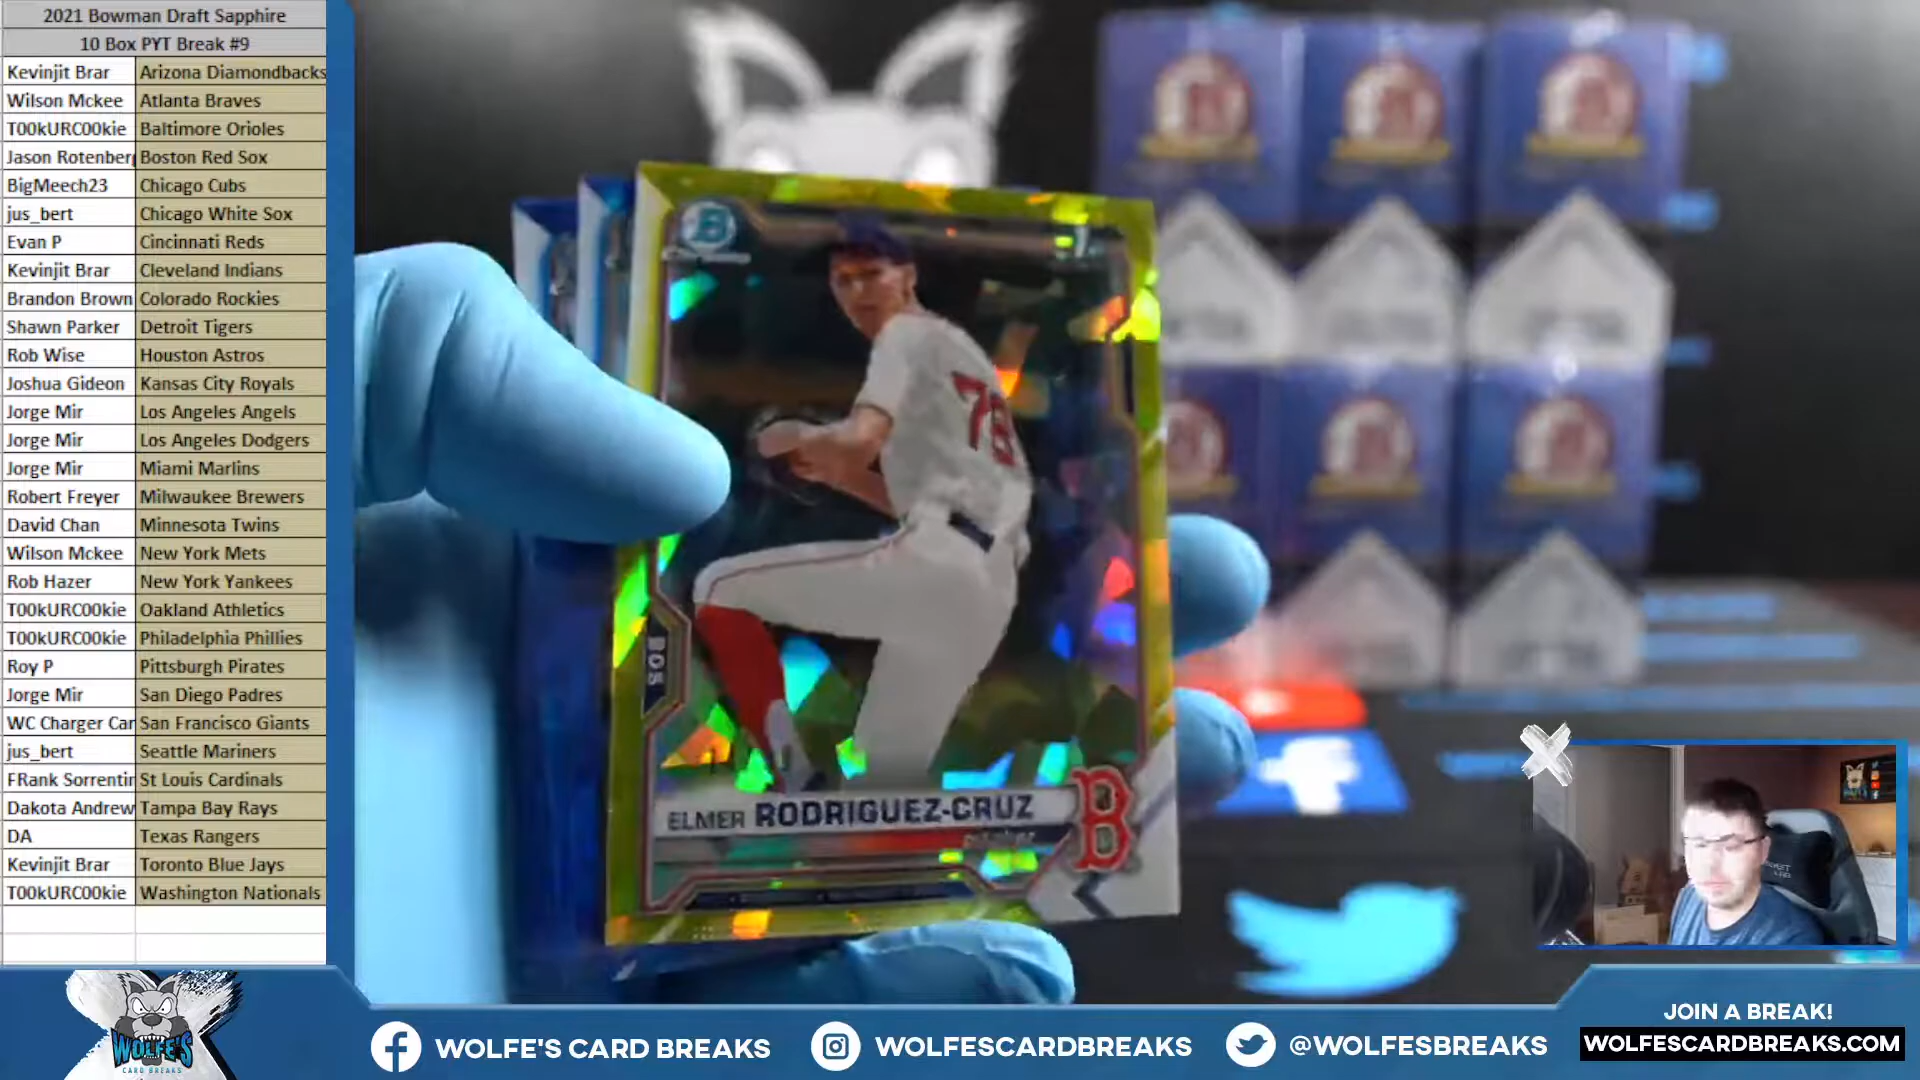 2021 Bowman Draft Sapphire
10 Box PYT Break #9
Kevinjit Brar Arizona Diamondbacks
Wilson Mckee Atlanta Braves
T00kURC00kie Baltimore Orioles
Jason Rotenberg Boston Red Sox
BigMeech23 Chicago Cubs
jus_bert Chicago White Sox
Evan P Cincinnati Reds
Kevinjit Brar Cleveland Indians
Brandon Brown Colorado Rockies
Shawn Parker Detroit Tigers
Rob Wise Houston Astros
Joshua Gideon Kansas City Royals
Jorge Mir Los Angeles Angels
Jorge Mir Los Angeles Dodgers
Jorge Mir Miami Marlins
Robert Freyer Milwaukee Brewers
David Chan Minnesota Twins
Wilson Mckee New York Mets
Rob Hazer New York Yankees
T00kURC00kie Oakland Athletics
T00kURC00kie Philadelphia Phillies
Roy P Pittsburgh Pirates
Jorge Mir San Diego Padres
WC Charger Car San Francisco Giants
jus_bert Seattle Mariners
FRank Sorrentin St Louis Cardinals
Dakota Andrew Tampa Bay Rays
DA Texas Rangers
Kevinjit Brar Toronto Blue Jays
T00kURC00kie Washington Nationals
B
1st
78
BOS
ELMER RODRIGUEZ-CRUZ
pitcher
B
WOLFE'S
CARD BREAKS
WOLFE'S CARD BREAKS
WOLFESCARDBREAKS
@WOLFESBREAKS
JOIN A BREAK!
WOLFESCARDBREAKS.COM